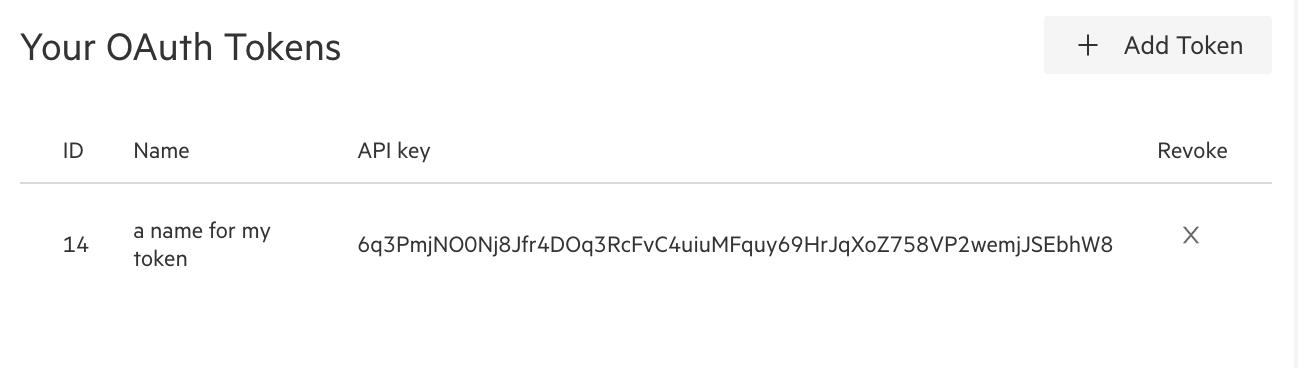 Your OAuth Tokens
+ Add Token
ID Name API key Revoke
14 a name for my token 6q3PmjNO0Nj8Jfr4DOq3RcFvC4uiuMFquy69HrJqXoZ758VP2wemjJSEbhW8 X